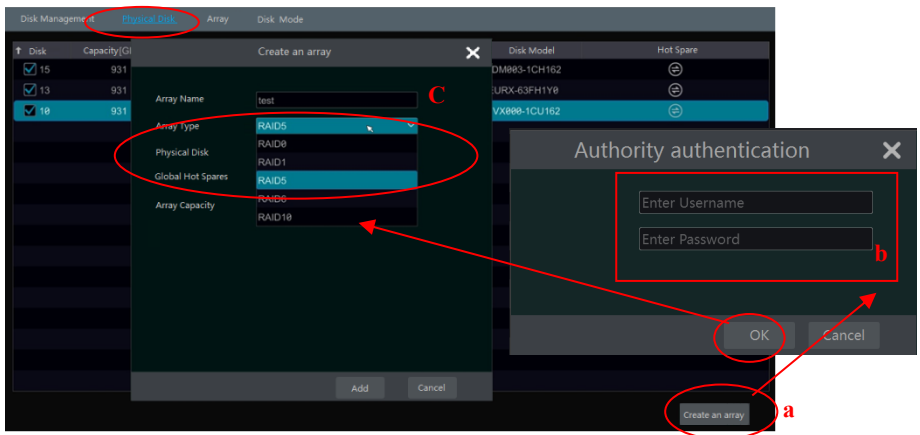 Disk Management Physical Disk Array Disk Mode
Disk Capacity[G Create an array Disk Model Hot Spare
15 931 DM003-1CH162
13 931 URX-63FH1Y0
10 931 VX000-1CU162
Array Name test C
Array Type RAID5
RAID0
Physical Disk RAID1
Global Hot Spares RAID5
Array Capacity RAID6
RAID10
Add Cancel
Authority authentication
Enter Username
Enter Password
b
OK Cancel
Create an array a